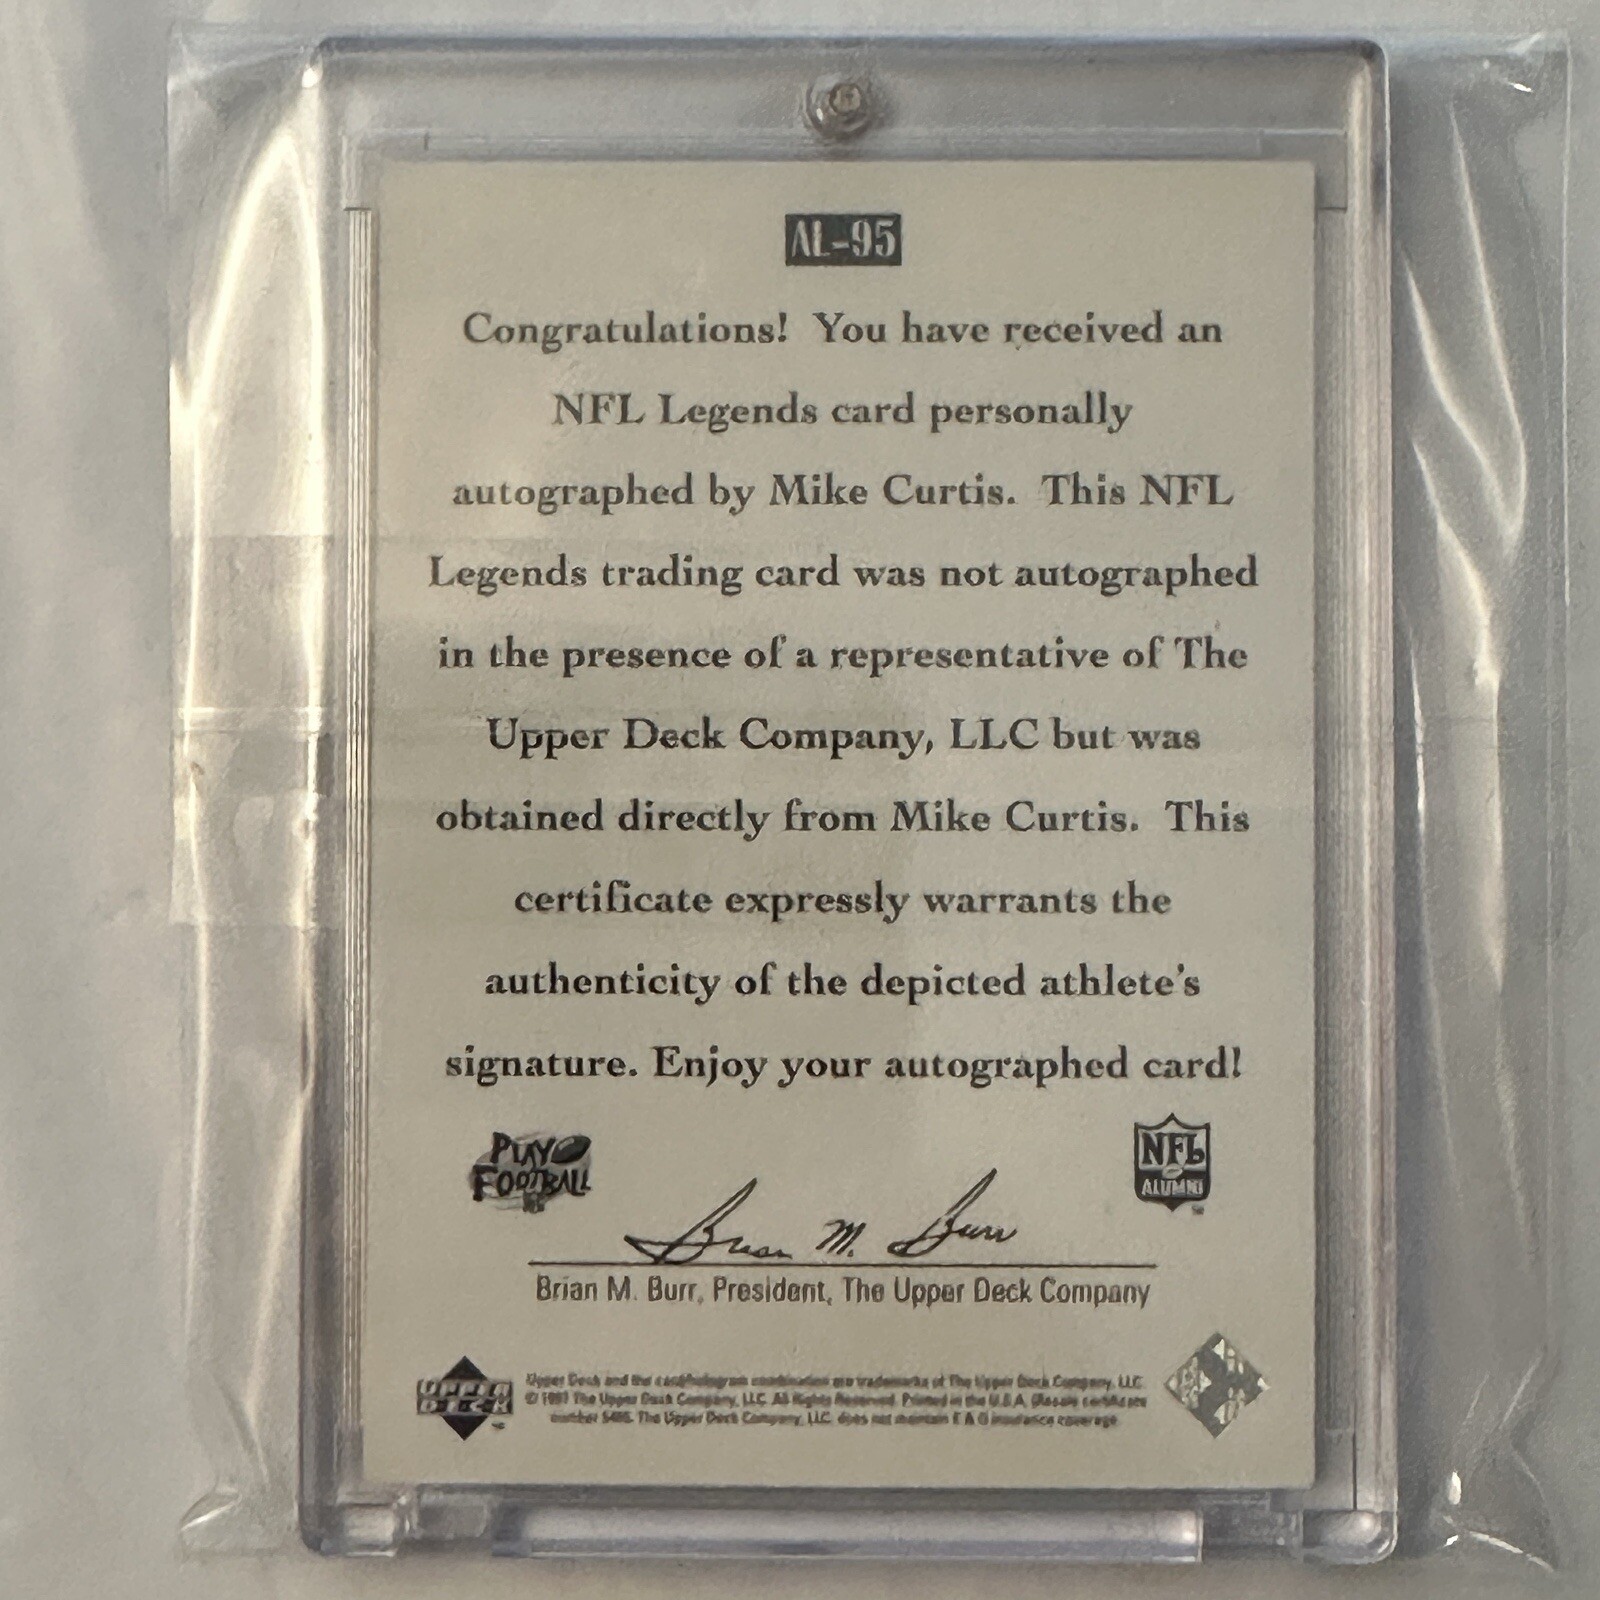 AL-95
Congratulations! You have received an
NFL Legends card personally
autographed by Mike Curtis. This NFL
Legends trading card was not autographed
in the presence of a representative of The
Upper Deck Company, LLC but was
obtained directly from Mike Curtis. This
certificate expressly warrants the
authenticity of the depicted athlete's
signature. Enjoy your autographed card!
PLAY
FOOTBALL
NFL
ALUMNI
Brian M. Burr
Brian M. Burr, President, The Upper Deck Company
UPPER
DECK
Upper Deck and the card/hologram combination are trademarks of The Upper Deck Company, LLC.
© 1997 The Upper Deck Company, LLC. All Rights Reserved. Printed in the U.S.A.
The Upper Deck Company, LLC. does not maintain E & O insurance coverage.